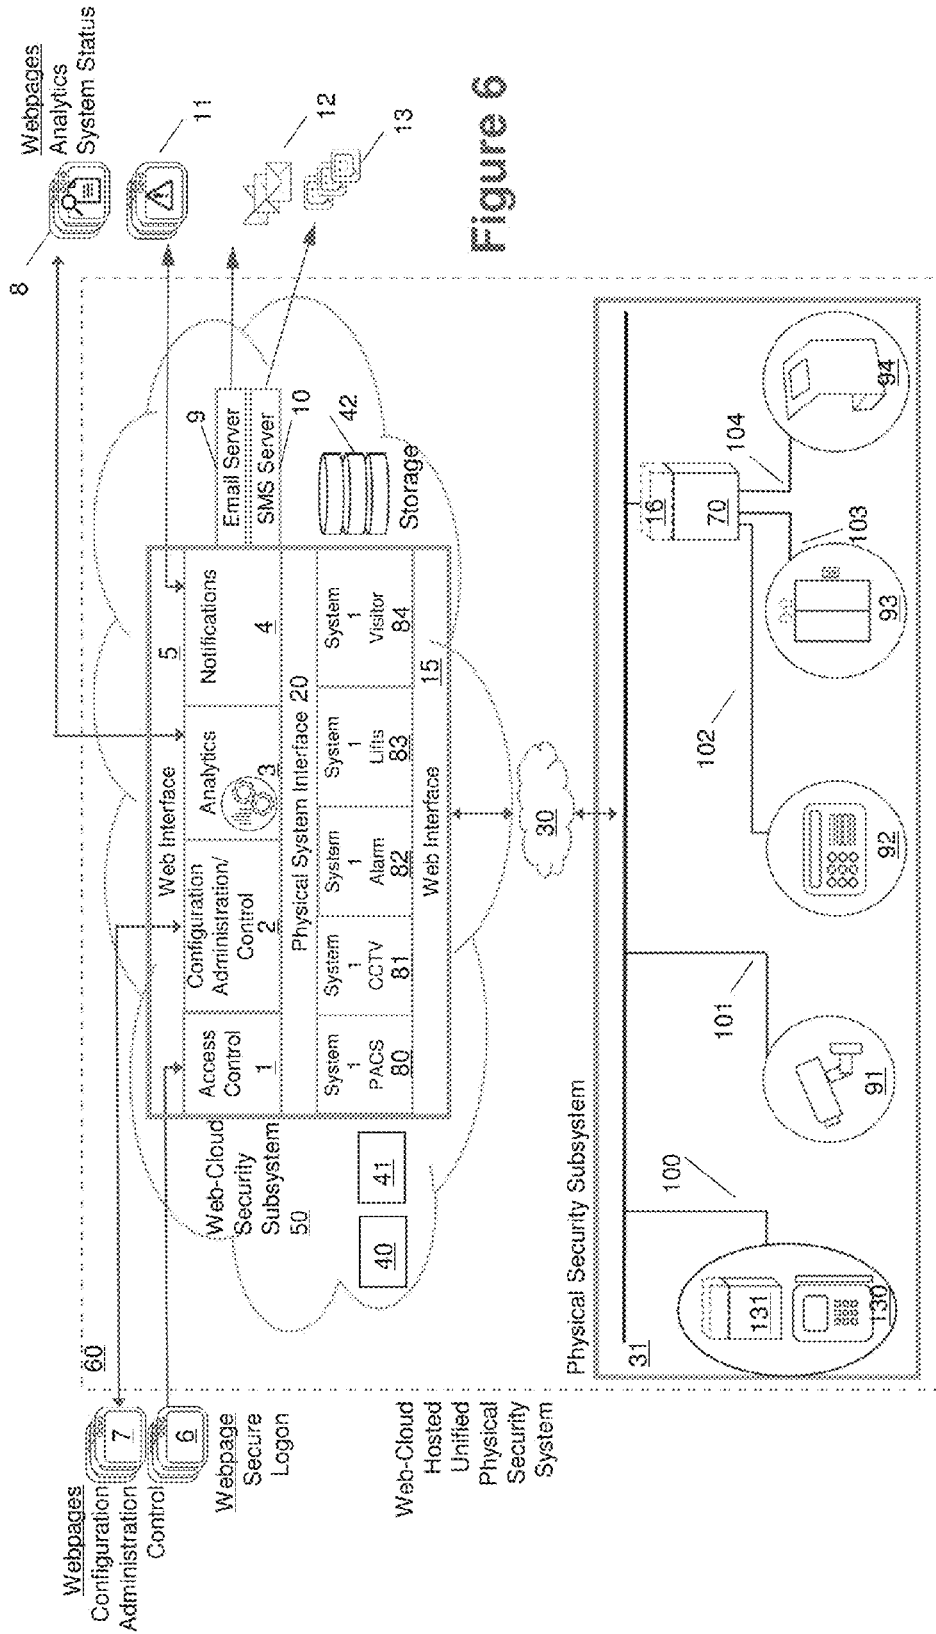 Webpages
Analytics
System Status
8
11
12
13
Figure 6
60
Webpages
Configuration
Administration
Control
7
6
Webpage
Secure
Logon
Web-Cloud
Hosted
Unified
Physical
Security
System
Web Interface 5
Access
Control
1
Configuration
Administration/
Control
2
Analytics
3
Notifications
4
9
Email Server
SMS Server
10
42
Storage
Physical System Interface 20
System
1
PACS
80
System
1
CCTV
81
System
1
Alarm
82
System
1
Lifts
83
System
1
Visitor
84
Web Interface 15
Web-Cloud
Security
Subsystem
50
40
41
30
Physical Security Subsystem
31
100
101
102
103
104
16
70
131
130
91
92
93
94